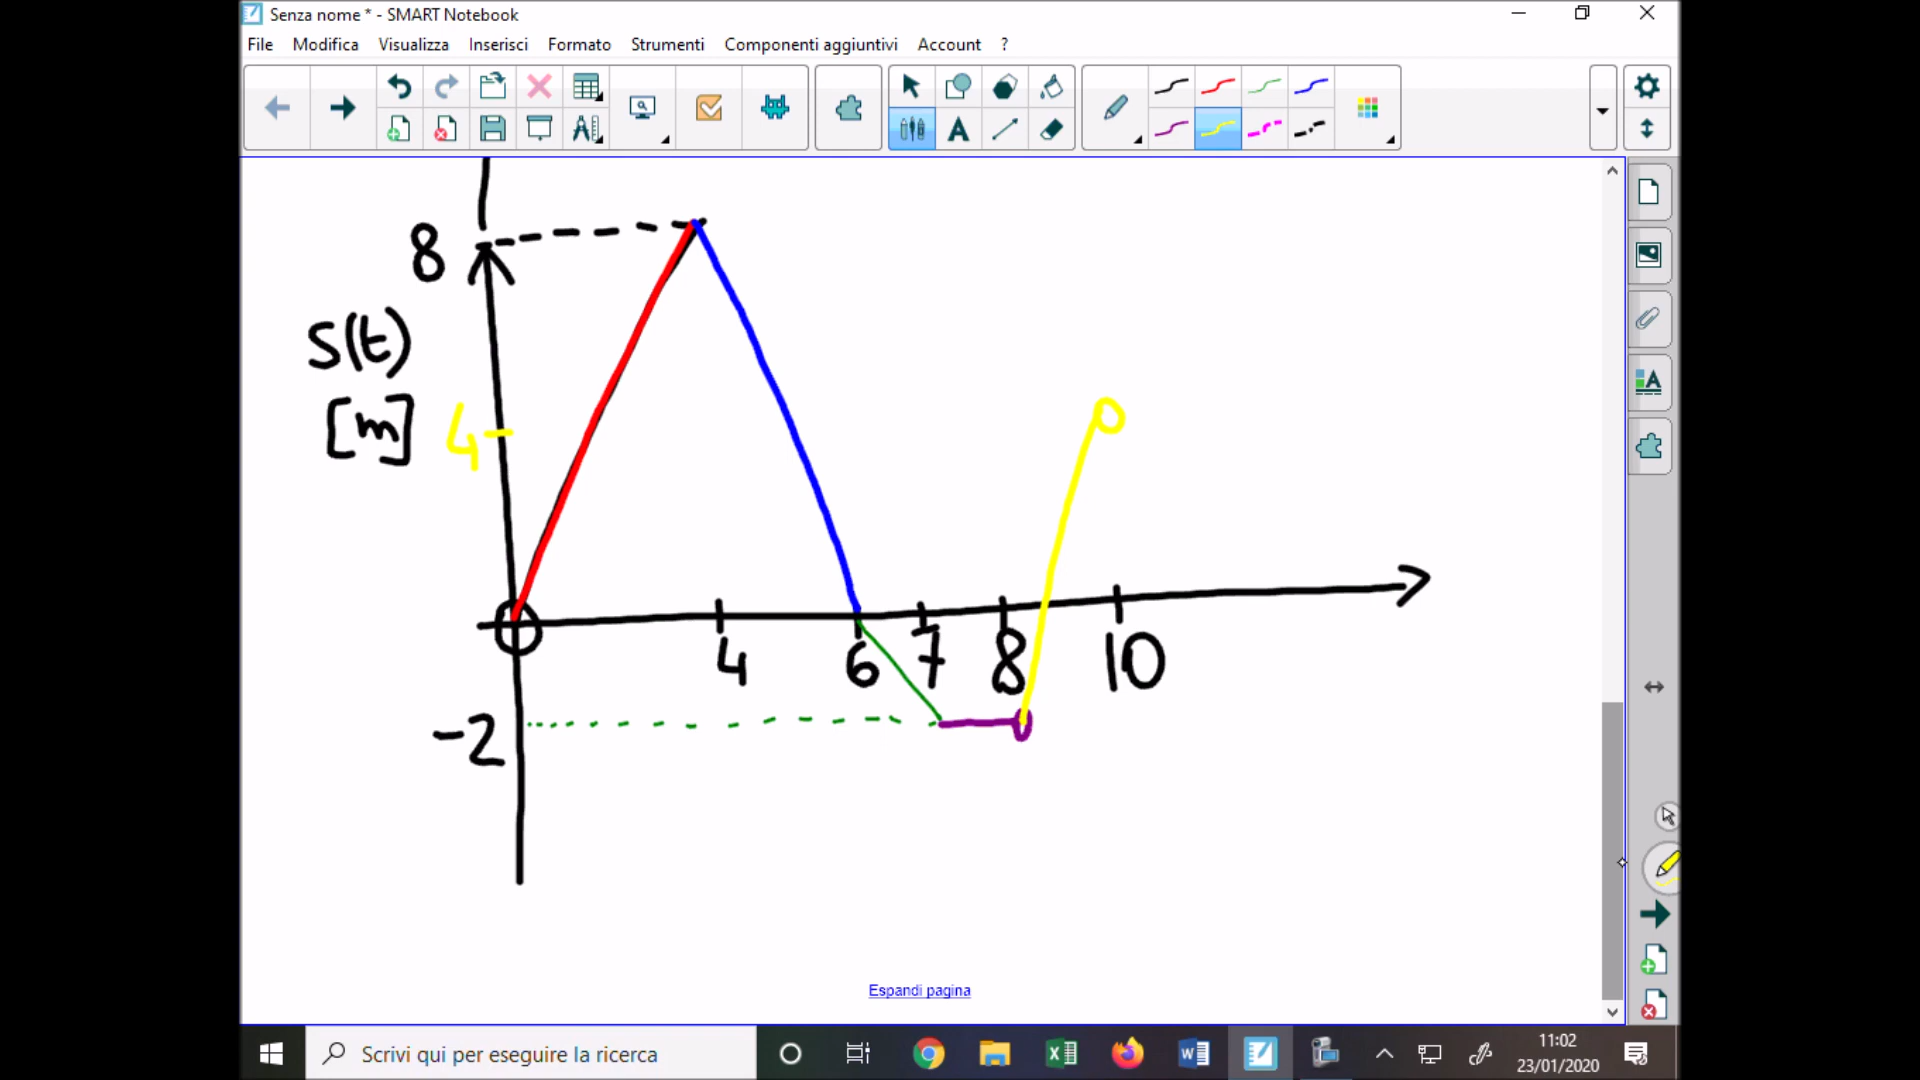 Senza nome * - SMART Notebook
File Modifica Visualizza Inserisci Formato Strumenti Componenti aggiuntivi Account ?
8
S(t)
[m]
4
4 6 7 8 10
-2
Espandi pagina
Scrivi qui per eseguire la ricerca
11:02
23/01/2020